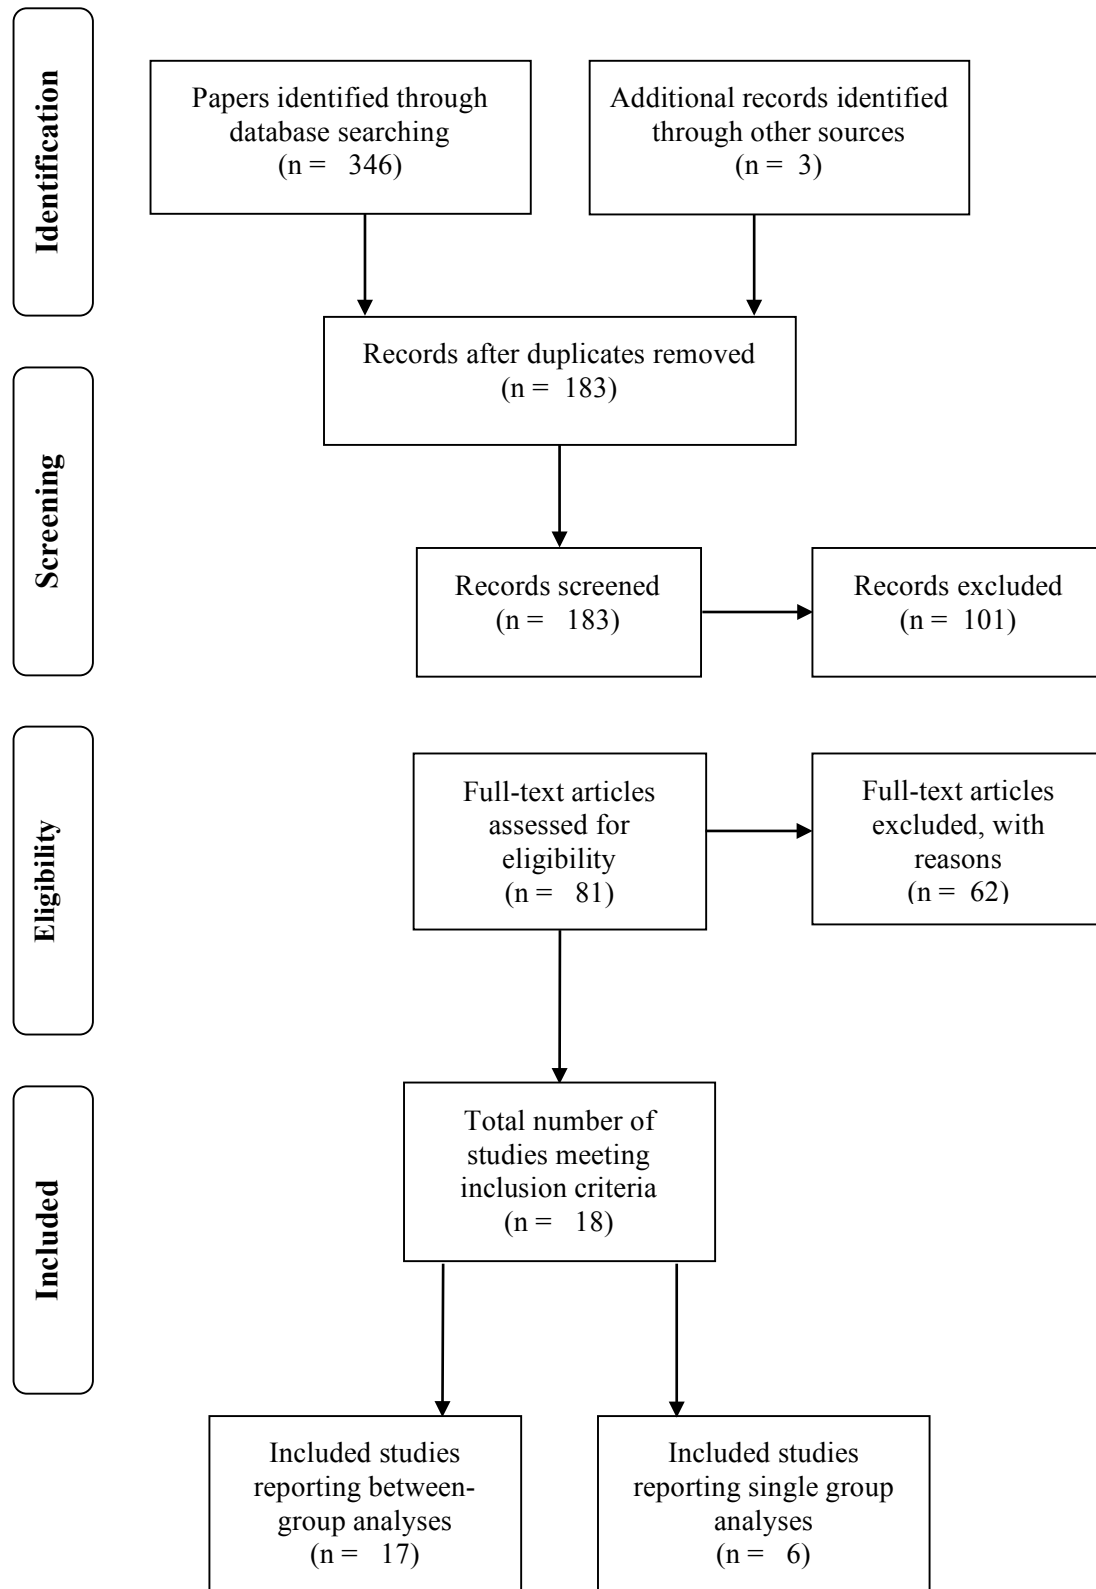 Identification
Papers identified through
database searching
(n = 346)
Additional records identified
through other sources
(n = 3)
Records after duplicates removed
(n = 183)
Screening
Records screened
(n = 183)
Records excluded
(n = 101)
Eligibility
Full-text articles
assessed for
eligibility
(n = 81)
Full-text articles
excluded, with
reasons
(n = 62)
Included
Total number of
studies meeting
inclusion criteria
(n = 18)
Included studies
reporting between-
group analyses
(n = 17)
Included studies
reporting single group
analyses
(n = 6)